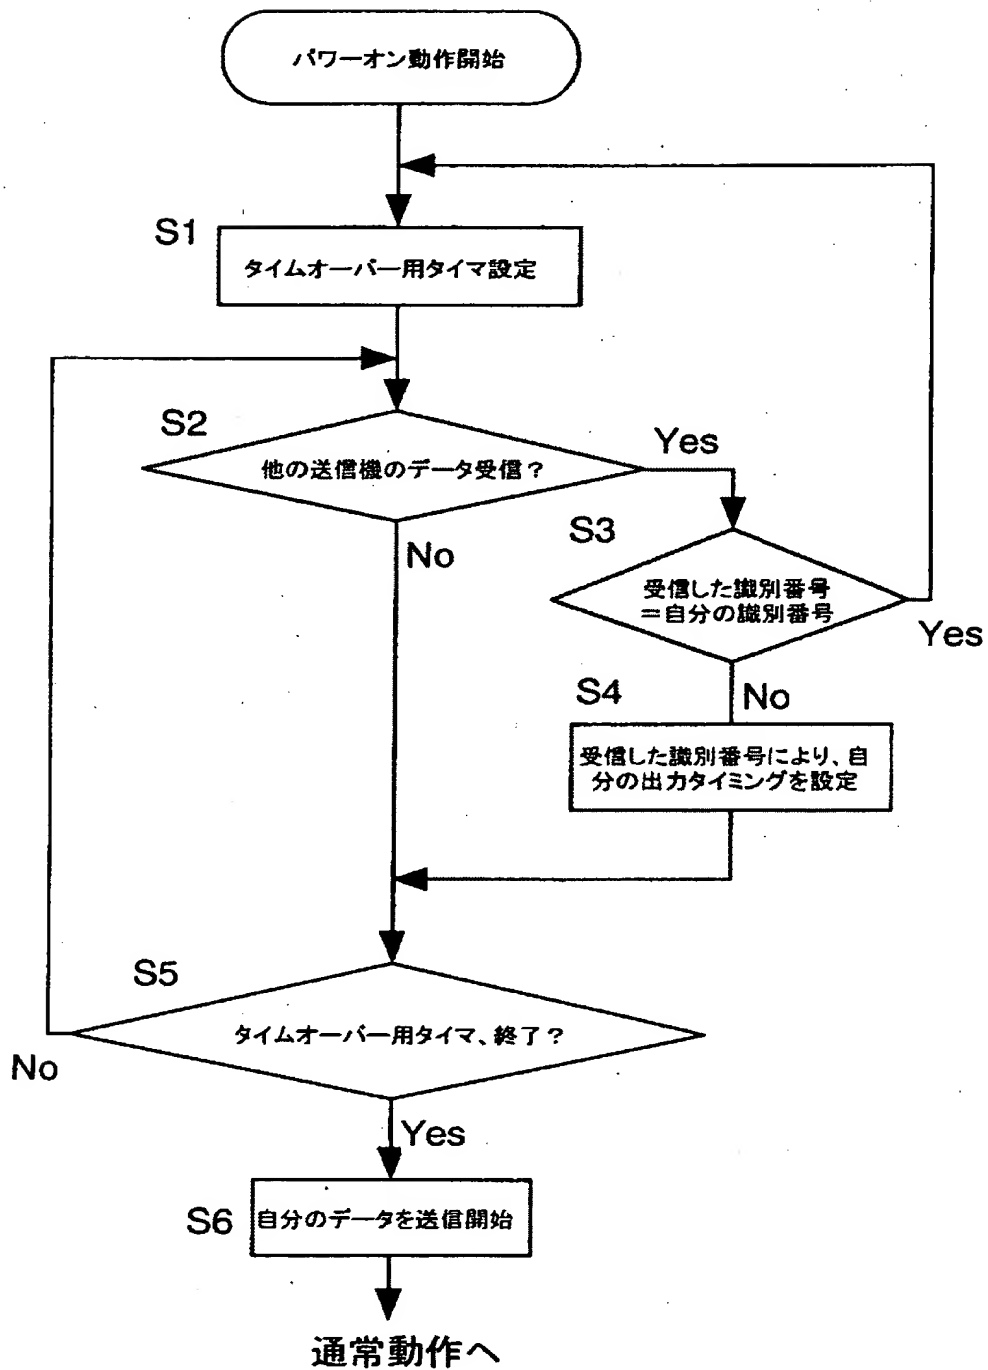 パワーオン動作開始
S1
タイムオーバー用タイマ設定
S2
他の送信機のデータ受信？
Yes
No
S3
受信した識別番号
＝自分の識別番号
Yes
No
S4
受信した識別番号により、自
分の出力タイミングを設定
S5
タイムオーバー用タイマ、終了？
No
Yes
S6
自分のデータを送信開始
通常動作へ